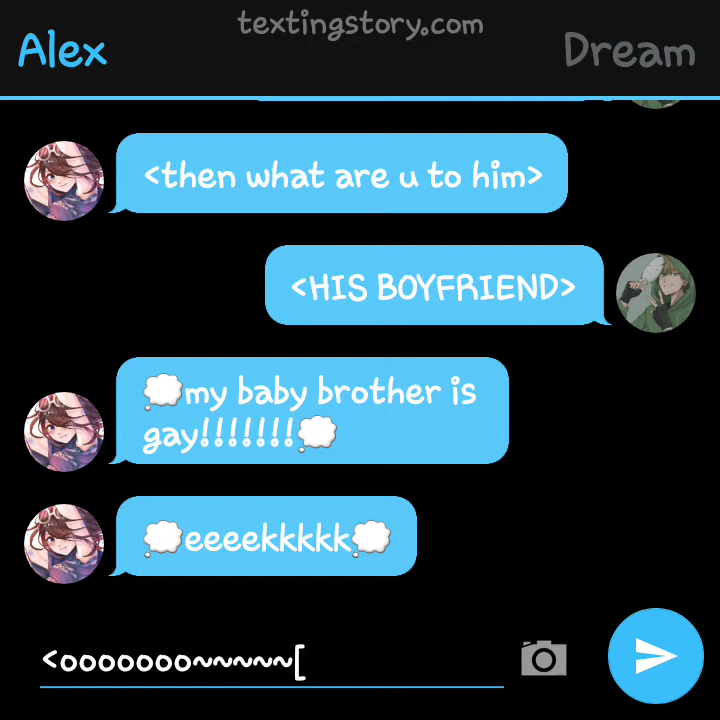 textingstory.com
Alex
Dream
<then what are u to him>
<HIS BOYFRIEND>
💭my baby brother is
gay!!!!!!!💭
💭eeeekkkkk💭
<ooooooo~~~~~[